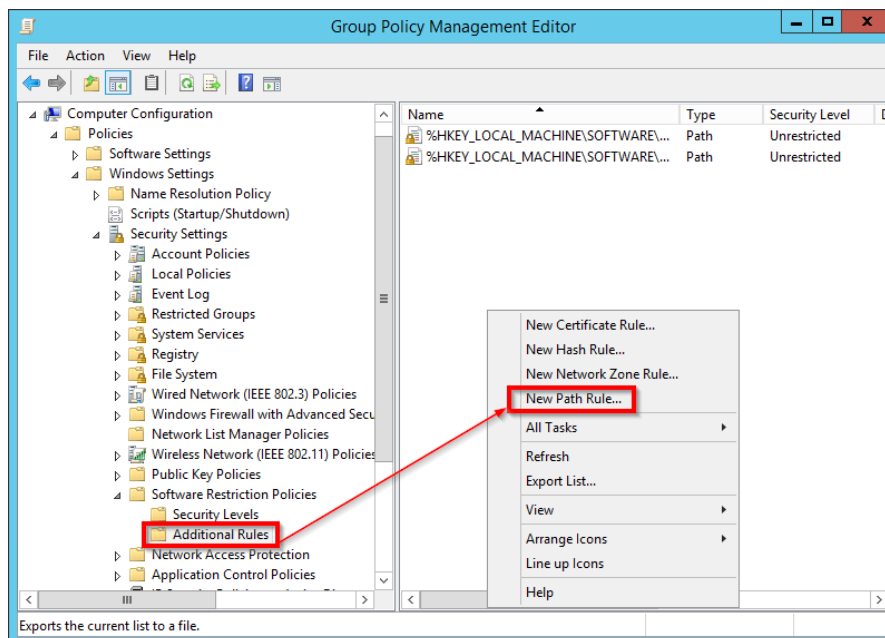 Group Policy Management Editor
File Action View Help
Computer Configuration
Policies
Software Settings
Windows Settings
Name Resolution Policy
Scripts (Startup/Shutdown)
Security Settings
Account Policies
Local Policies
Event Log
Restricted Groups
System Services
Registry
File System
Wired Network (IEEE 802.3) Policies
Windows Firewall with Advanced Secu
Network List Manager Policies
Wireless Network (IEEE 802.11) Policies
Public Key Policies
Software Restriction Policies
Security Levels
Additional Rules
Network Access Protection
Application Control Policies
Name Type Security Level
%HKEY_LOCAL_MACHINE\SOFTWARE\... Path Unrestricted
%HKEY_LOCAL_MACHINE\SOFTWARE\... Path Unrestricted
New Certificate Rule...
New Hash Rule...
New Network Zone Rule...
New Path Rule...
All Tasks
Refresh
Export List...
View
Arrange Icons
Line up Icons
Help
Exports the current list to a file.